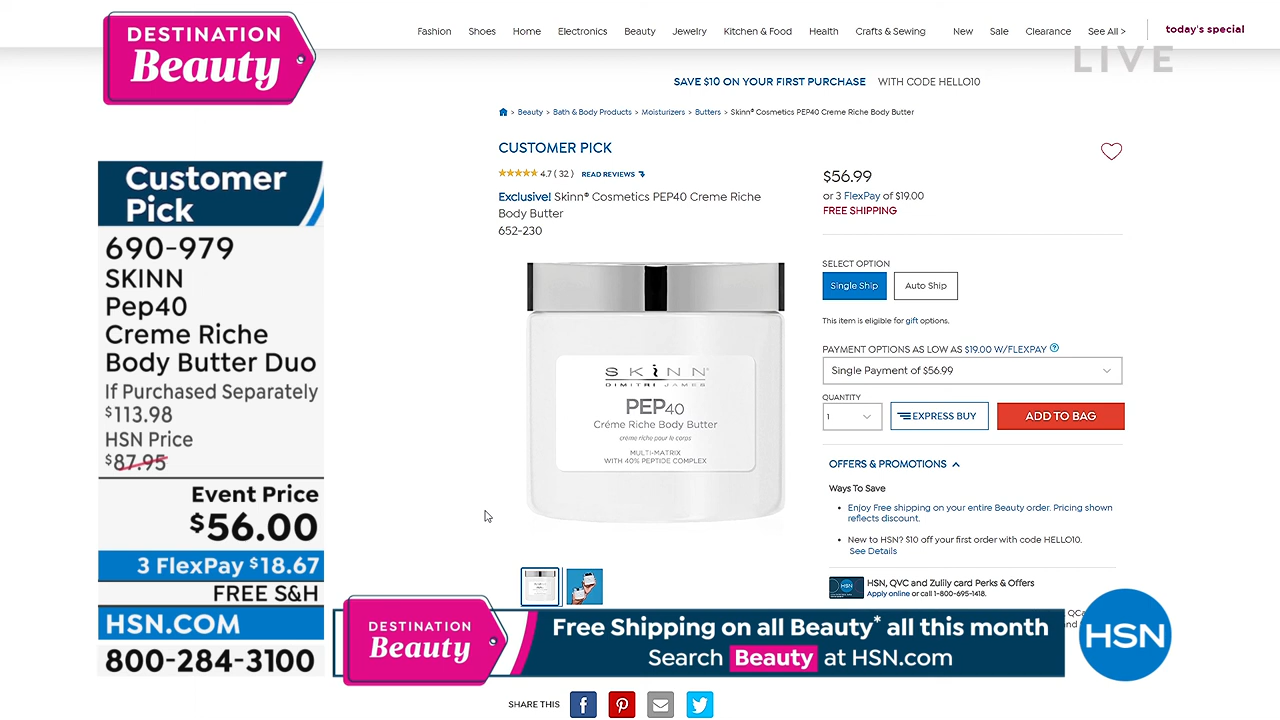 DESTINATION
Beauty
Fashion Shoes Home Electronics Beauty Jewelry Kitchen & Food Health Crafts & Sewing New Sale Clearance See All > today's special
LIVE
SAVE $10 ON YOUR FIRST PURCHASE WITH CODE HELLO10
> Beauty > Bath & Body Products > Moisturizers > Butters > Skinn® Cosmetics PEP40 Creme Riche Body Butter
Customer
Pick
690-979
SKINN
Pep40
Creme Riche
Body Butter Duo
If Purchased Separately
$113.98
HSN Price
$87.95
Event Price
$56.00
3 FlexPay $18.67
FREE S&H
HSN.COM
800-284-3100
CUSTOMER PICK
4.7 ( 32 ) READ REVIEWS
Exclusive! Skinn® Cosmetics PEP40 Creme Riche
Body Butter
652-230
SKINN®
DIMITRI JAMES
PEP40
Créme Riche Body Butter
creme riche pour le corps
MULTI-MATRIX
WITH 40% PEPTIDE COMPLEX
$56.99
or 3 FlexPay of $19.00
FREE SHIPPING
SELECT OPTION
Single Ship Auto Ship
This item is eligible for gift options.
PAYMENT OPTIONS AS LOW AS $19.00 W/FLEXPAY ?
Single Payment of $56.99
QUANTITY
1 EXPRESS BUY ADD TO BAG
OFFERS & PROMOTIONS
Ways To Save
• Enjoy Free shipping on your entire Beauty order. Pricing shown
reflects discount.
• New to HSN? $10 off your first order with code HELLO10.
See Details
HSN, QVC and Zulily card Perks & Offers
Apply online or call 1-800-695-1418.
DESTINATION
Beauty
Free Shipping on all Beauty* all this month
Search Beauty at HSN.com
HSN
SHARE THIS